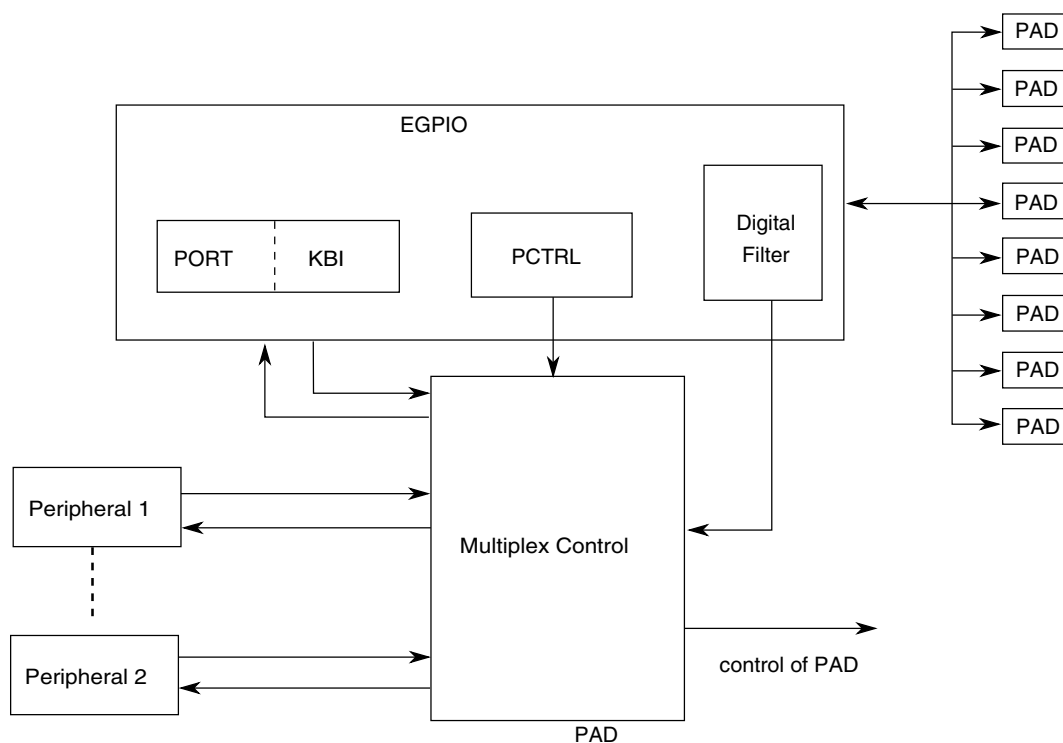 PAD
PAD
PAD
PAD
PAD
PAD
PAD
PAD
EGPIO
PORT
KBI
PCTRL
Digital
Filter
Peripheral 1
Multiplex Control
Peripheral 2
control of PAD
PAD